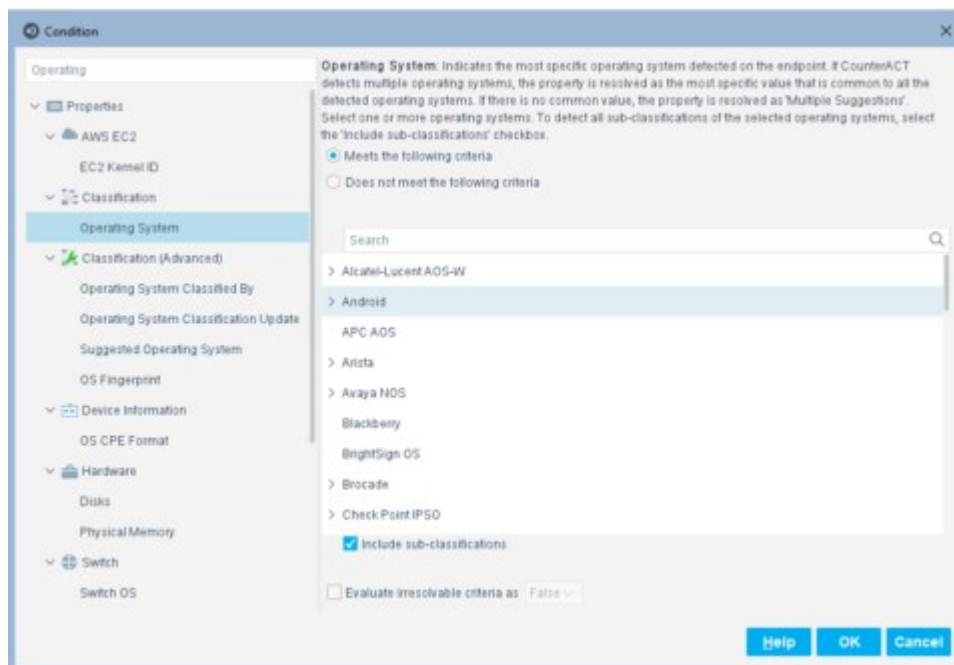 Condition
Operating
Properties
AWS EC2
EC2 Kernel ID
Classification
Operating System
Classification (Advanced)
Operating System Classified By
Operating System Classification Update
Suggested Operating System
OS Fingerprint
Device Information
OS CPE Format
Hardware
Disks
Physical Memory
Switch
Switch OS
Operating System: Indicates the most specific operating system detected on the endpoint. If CounterACT
detects multiple operating systems, the property is resolved as the most specific value that is common to all the
detected operating systems. If there is no common value, the property is resolved as 'Multiple Suggestions'.
Select one or more operating systems. To detect all sub-classifications of the selected operating systems, select
the 'Include sub-classifications' checkbox.
Meets the following criteria
Does not meet the following criteria
Search
Alcatel-Lucent AOS-W
Android
APC AOS
Arista
Avaya NOS
Blackberry
BrightSign OS
Brocade
Check Point IPSO
Include sub-classifications
Evaluate irresolvable criteria as False
Help OK Cancel